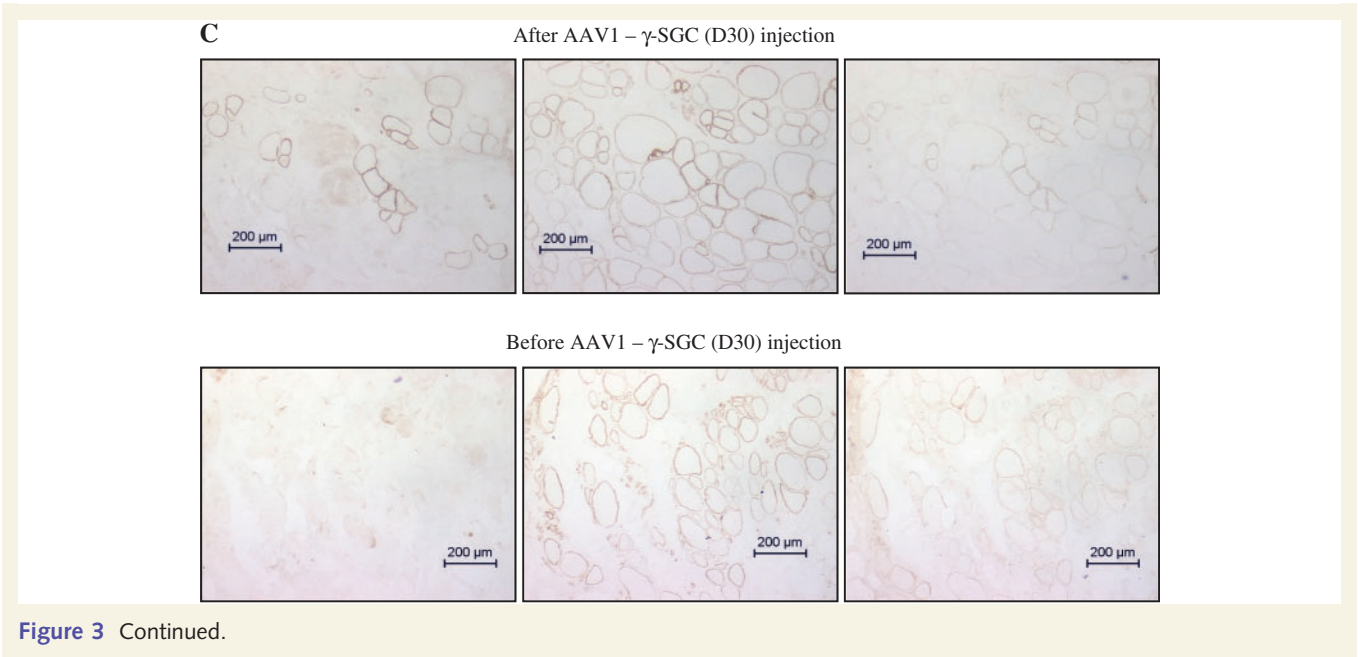 C
After AAV1 – γ-SGC (D30) injection
200 µm
200 µm
200 µm
Before AAV1 – γ-SGC (D30) injection
200 µm
200 µm
200 µm
Figure 3 Continued.